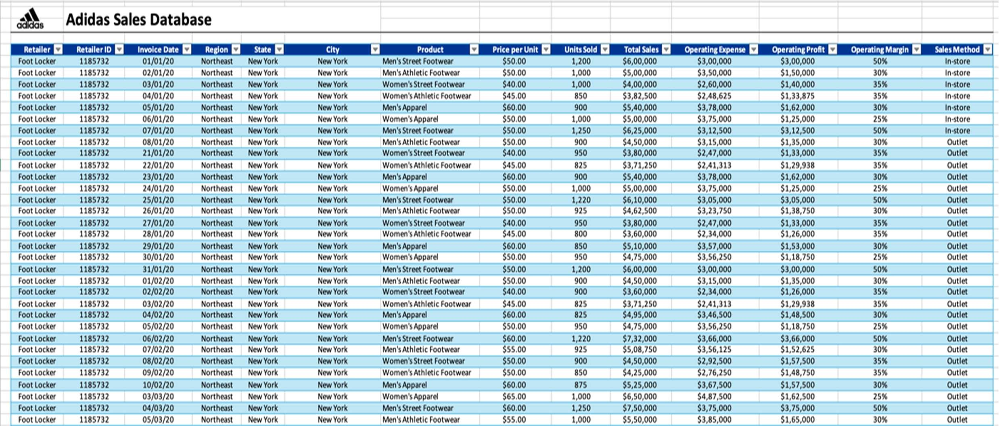 adidas Adidas Sales Database
Retailer Retailer ID Invoice Date Region State City Product Price per Unit Units Sold Total Sales Operating Expense Operating Profit Operating Margin Sales Method
Foot Locker 1185732 01/01/20 Northeast New York New York Men's Street Footwear $50.00 1,200 $6,00,000 $3,00,000 $3,00,000 50% In-store
Foot Locker 1185732 02/01/20 Northeast New York New York Men's Athletic Footwear $50.00 1,000 $5,00,000 $3,50,000 $1,50,000 30% In-store
Foot Locker 1185732 03/01/20 Northeast New York New York Women's Street Footwear $40.00 1,000 $4,00,000 $2,60,000 $1,40,000 35% In-store
Foot Locker 1185732 04/01/20 Northeast New York New York Women's Athletic Footwear $45.00 850 $3,82,500 $2,48,625 $1,33,875 35% In-store
Foot Locker 1185732 05/01/20 Northeast New York New York Men's Apparel $60.00 900 $5,40,000 $3,78,000 $1,62,000 30% In-store
Foot Locker 1185732 06/01/20 Northeast New York New York Women's Apparel $50.00 1,000 $5,00,000 $3,75,000 $1,25,000 25% In-store
Foot Locker 1185732 07/01/20 Northeast New York New York Men's Street Footwear $50.00 1,250 $6,25,000 $3,12,500 $3,12,500 50% In-store
Foot Locker 1185732 08/01/20 Northeast New York New York Men's Athletic Footwear $50.00 900 $4,50,000 $3,15,000 $1,35,000 30% Outlet
Foot Locker 1185732 21/01/20 Northeast New York New York Women's Street Footwear $40.00 950 $3,80,000 $2,47,000 $1,33,000 35% Outlet
Foot Locker 1185732 22/01/20 Northeast New York New York Women's Athletic Footwear $45.00 825 $3,71,250 $2,41,313 $1,29,938 35% Outlet
Foot Locker 1185732 23/01/20 Northeast New York New York Men's Apparel $60.00 900 $5,40,000 $3,78,000 $1,62,000 30% Outlet
Foot Locker 1185732 24/01/20 Northeast New York New York Women's Apparel $50.00 1,000 $5,00,000 $3,75,000 $1,25,000 25% Outlet
Foot Locker 1185732 25/01/20 Northeast New York New York Men's Street Footwear $50.00 1,220 $6,10,000 $3,05,000 $3,05,000 50% Outlet
Foot Locker 1185732 26/01/20 Northeast New York New York Men's Athletic Footwear $50.00 925 $4,62,500 $3,23,750 $1,38,750 30% Outlet
Foot Locker 1185732 27/01/20 Northeast New York New York Women's Street Footwear $40.00 950 $3,80,000 $2,47,000 $1,33,000 35% Outlet
Foot Locker 1185732 28/01/20 Northeast New York New York Women's Athletic Footwear $45.00 800 $3,60,000 $2,34,000 $1,26,000 35% Outlet
Foot Locker 1185732 29/01/20 Northeast New York New York Men's Apparel $60.00 850 $5,10,000 $3,57,000 $1,53,000 30% Outlet
Foot Locker 1185732 30/01/20 Northeast New York New York Women's Apparel $50.00 950 $4,75,000 $3,56,250 $1,18,750 25% Outlet
Foot Locker 1185732 31/01/20 Northeast New York New York Men's Street Footwear $50.00 1,200 $6,00,000 $3,00,000 $3,00,000 50% Outlet
Foot Locker 1185732 01/02/20 Northeast New York New York Men's Athletic Footwear $50.00 900 $4,50,000 $3,15,000 $1,35,000 30% Outlet
Foot Locker 1185732 02/02/20 Northeast New York New York Women's Street Footwear $40.00 900 $3,60,000 $2,34,000 $1,26,000 35% Outlet
Foot Locker 1185732 03/02/20 Northeast New York New York Women's Athletic Footwear $45.00 825 $3,71,250 $2,41,313 $1,29,938 35% Outlet
Foot Locker 1185732 04/02/20 Northeast New York New York Men's Apparel $60.00 825 $4,95,000 $3,46,500 $1,48,500 30% Outlet
Foot Locker 1185732 05/02/20 Northeast New York New York Women's Apparel $50.00 950 $4,75,000 $3,56,250 $1,18,750 25% Outlet
Foot Locker 1185732 06/02/20 Northeast New York New York Men's Street Footwear $60.00 1,220 $7,32,000 $3,66,000 $3,66,000 50% Outlet
Foot Locker 1185732 07/02/20 Northeast New York New York Men's Athletic Footwear $55.00 925 $5,08,750 $3,56,125 $1,52,625 30% Outlet
Foot Locker 1185732 08/02/20 Northeast New York New York Women's Street Footwear $50.00 900 $4,50,000 $2,92,500 $1,57,500 35% Outlet
Foot Locker 1185732 09/02/20 Northeast New York New York Women's Athletic Footwear $50.00 850 $4,25,000 $2,76,250 $1,48,750 35% Outlet
Foot Locker 1185732 10/02/20 Northeast New York New York Men's Apparel $60.00 875 $5,25,000 $3,67,500 $1,57,500 30% Outlet
Foot Locker 1185732 03/03/20 Northeast New York New York Women's Apparel $65.00 1,000 $6,50,000 $4,87,500 $1,62,500 25% Outlet
Foot Locker 1185732 04/03/20 Northeast New York New York Men's Street Footwear $60.00 1,250 $7,50,000 $3,75,000 $3,75,000 50% Outlet
Foot Locker 1185732 05/03/20 Northeast New York New York Men's Athletic Footwear $55.00 1,000 $5,50,000 $3,85,000 $1,65,000 30% Outlet